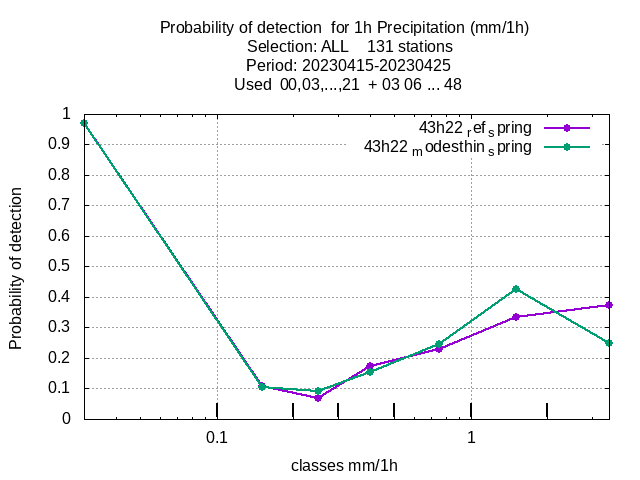 Probability of detection  for 1h Precipitation (mm/1h)
Selection: ALL    131 stations
Period: 20230415-20230425
Used  00,03,...,21  + 03 06 ... 48
43h22 ref spring
43h22 modesthin spring
1
0.9
0.8
0.7
0.6
0.5
0.4
0.3
0.2
0.1
0
Probability of detection
0.1 1
classes mm/1h